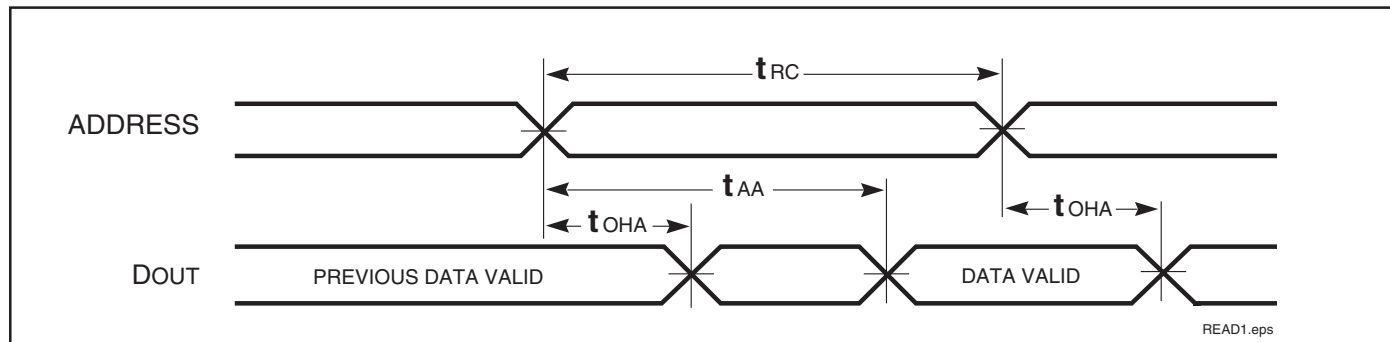 tRC
ADDRESS
tAA
tOHA
tOHA
DOUT
PREVIOUS DATA VALID
DATA VALID
READ1.eps